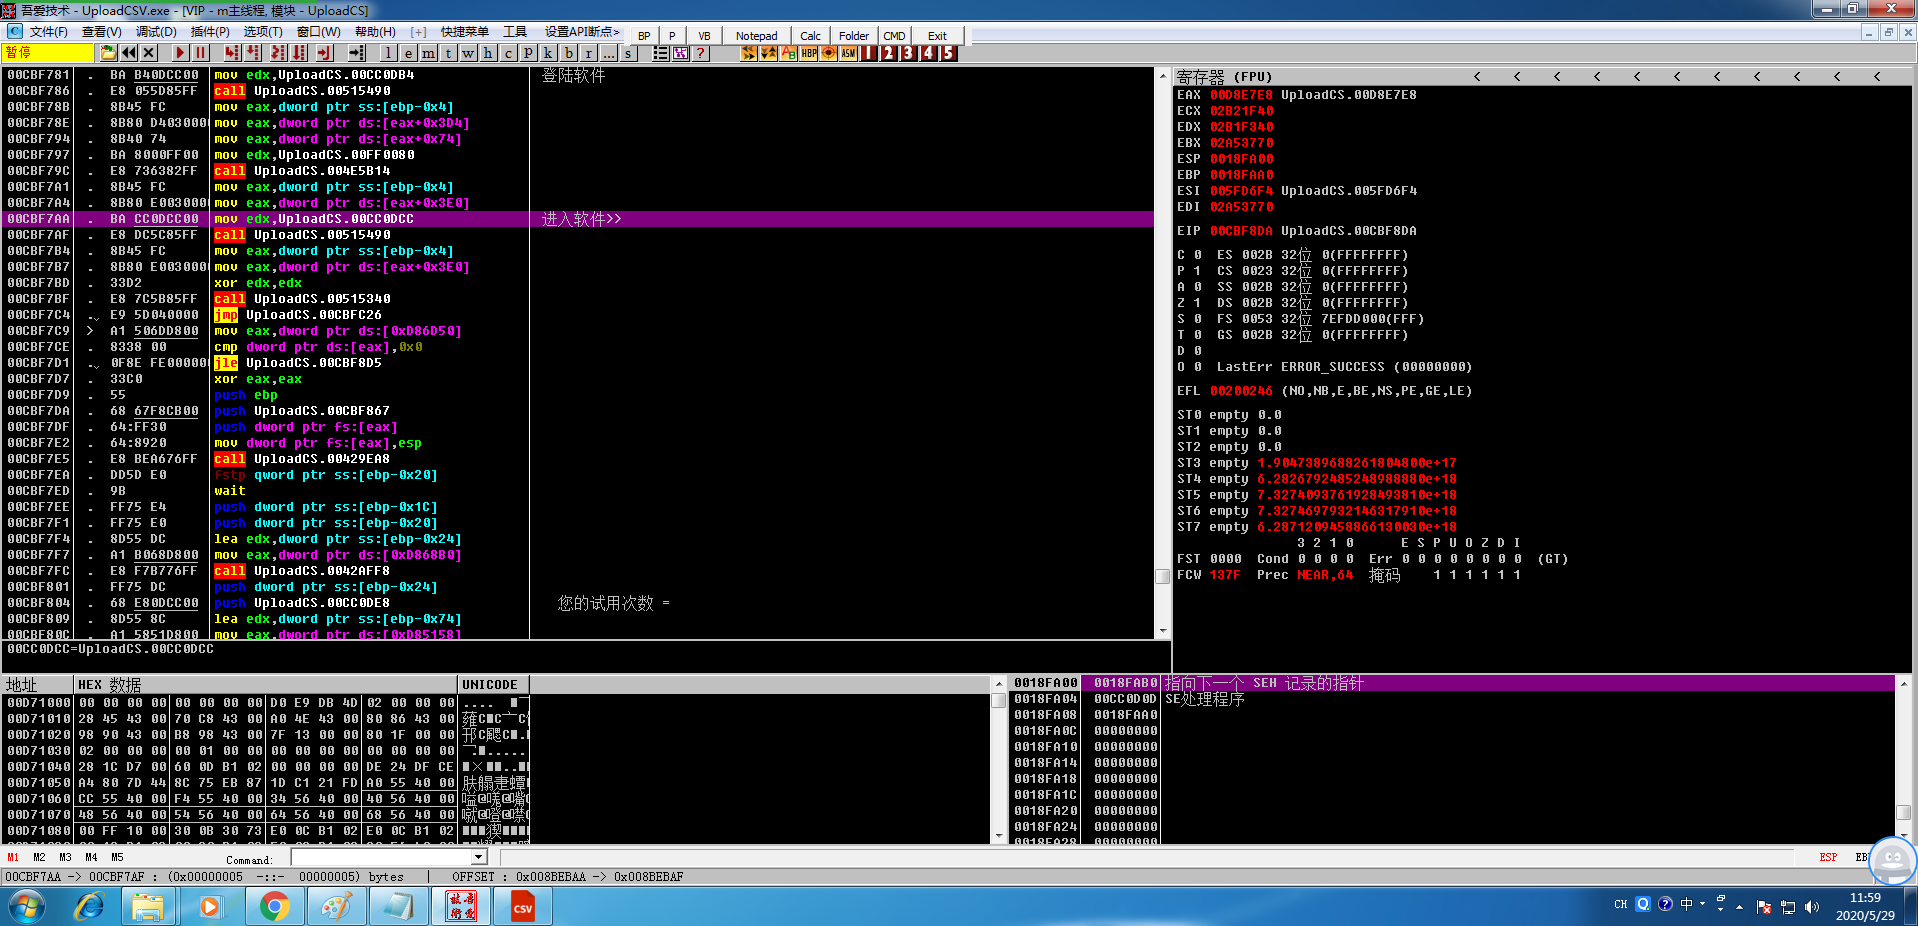 吾爱技术 - UploadCSV.exe - [VIP - m主线程, 模块 - UploadCS]
文件(F) 查看(V) 调试(D) 插件(P) 选项(T) 窗口(W) 帮助(H) [+] 快捷菜单 工具 设置API断点> BP P VB Notepad Calc Folder CMD Exit
暂停 l e m t w h c p k b r ... s ? HBP ASM 1 2 3 4 5
00CBF781 . BA B40DCC00 mov edx,UploadCS.00CC0DB4 登陆软件
00CBF786 . E8 055D85FF call UploadCS.00515490
00CBF78B . 8B45 FC mov eax,dword ptr ss:[ebp-0x4]
00CBF78E . 8B80 D4030000 mov eax,dword ptr ds:[eax+0x3D4]
00CBF794 . 8B40 74 mov eax,dword ptr ds:[eax+0x74]
00CBF797 . BA 8000FF00 mov edx,UploadCS.00FF0080
00CBF79C . E8 736382FF call UploadCS.004E5B14
00CBF7A1 . 8B45 FC mov eax,dword ptr ss:[ebp-0x4]
00CBF7A4 . 8B80 E0030000 mov eax,dword ptr ds:[eax+0x3E0]
00CBF7AA . BA CC0DCC00 mov edx,UploadCS.00CC0DCC 进入软件>>
00CBF7AF . E8 DC5C85FF call UploadCS.00515490
00CBF7B4 . 8B45 FC mov eax,dword ptr ss:[ebp-0x4]
00CBF7B7 . 8B80 E0030000 mov eax,dword ptr ds:[eax+0x3E0]
00CBF7BD . 33D2 xor edx,edx
00CBF7BF . E8 7C5B85FF call UploadCS.00515340
00CBF7C4 . E9 5D040000 jmp UploadCS.00CBFC26
00CBF7C9 > A1 506DD800 mov eax,dword ptr ds:[0xD86D50]
00CBF7CE . 8338 00 cmp dword ptr ds:[eax],0x0
00CBF7D1 . 0F8E FE000000 jle UploadCS.00CBF8D5
00CBF7D7 . 33C0 xor eax,eax
00CBF7D9 . 55 push ebp
00CBF7DA . 68 67F8CB00 push UploadCS.00CBF867
00CBF7DF . 64:FF30 push dword ptr fs:[eax]
00CBF7E2 . 64:8920 mov dword ptr fs:[eax],esp
00CBF7E5 . E8 BEA676FF call UploadCS.00429EA8
00CBF7EA . DD5D E0 fstp qword ptr ss:[ebp-0x20]
00CBF7ED . 9B wait
00CBF7EE . FF75 E4 push dword ptr ss:[ebp-0x1C]
00CBF7F1 . FF75 E0 push dword ptr ss:[ebp-0x20]
00CBF7F4 . 8D55 DC lea edx,dword ptr ss:[ebp-0x24]
00CBF7F7 . A1 B068D800 mov eax,dword ptr ds:[0xD868B0]
00CBF7FC . E8 F7B776FF call UploadCS.0042AFF8
00CBF801 . FF75 DC push dword ptr ss:[ebp-0x24]
00CBF804 . 68 E80DCC00 push UploadCS.00CC0DE8 您的试用次数 =
00CBF809 . 8D55 8C lea edx,dword ptr ss:[ebp-0x74]
00CBF80C . A1 5851D800 mov eax,dword ptr ds:[0xD85158]
00CC0DCC=UploadCS.00CC0DCC
寄存器 (FPU) < < < < < < < < < < <
EAX 00D8E7E8 UploadCS.00D8E7E8
ECX 02B21F40
EDX 02B1F340
EBX 02A53770
ESP 0018FA00
EBP 0018FAA0
ESI 005FD6F4 UploadCS.005FD6F4
EDI 02A53770
EIP 00CBF8DA UploadCS.00CBF8DA
C 0 ES 002B 32位 0(FFFFFFFF)
P 1 CS 0023 32位 0(FFFFFFFF)
A 0 SS 002B 32位 0(FFFFFFFF)
Z 1 DS 002B 32位 0(FFFFFFFF)
S 0 FS 0053 32位 7EFDD000(FFF)
T 0 GS 002B 32位 0(FFFFFFFF)
D 0
O 0 LastErr ERROR_SUCCESS (00000000)
EFL 00200246 (NO,NB,E,BE,NS,PE,GE,LE)
ST0 empty 0.0
ST1 empty 0.0
ST2 empty 0.0
ST3 empty 1.9047389688261804800e+17
ST4 empty 6.2826792485248988880e+18
ST5 empty 7.3274093761928493810e+18
ST6 empty 7.3274697932146317910e+18
ST7 empty 6.2871209458866130030e+18
3 2 1 0 E S P U O Z D I
FST 0000 Cond 0 0 0 0 Err 0 0 0 0 0 0 0 0 (GT)
FCW 137F Prec NEAR,64 掩码 1 1 1 1 1 1
地址 HEX 数据 UNICODE
00D71000 00 00 00 00 00 00 00 00 D0 E9 DB 4D 02 00 00 00
00D71010 28 45 43 00 70 C8 43 00 A0 4E 43 00 80 86 43 00
00D71020 98 90 43 00 B8 98 43 00 7F 13 00 00 80 1F 00 00
00D71030 02 00 00 00 00 01 00 00 00 00 00 00 00 00 00 00
00D71040 28 1C D7 00 60 0D B1 02 00 00 00 00 DE 24 DF CE
00D71050 A4 80 7D 44 8C 75 EB 87 1D C1 21 FD A0 55 40 00
00D71060 CC 55 40 00 F4 55 40 00 34 56 40 00 40 56 40 00
00D71070 48 56 40 00 54 56 40 00 64 56 40 00 68 56 40 00
00D71080 00 FF 10 00 30 0B 30 73 E0 0C B1 02 E0 0C B1 02
0018FA00 0018FAB0 指向下一个 SEH 记录的指针
0018FA04 00CC0D0D SE处理程序
0018FA08 0018FAA0
0018FA0C 00000000
0018FA10 00000000
0018FA14 00000000
0018FA18 00000000
0018FA1C 00000000
0018FA20 00000000
0018FA24 00000000
0018FA28 00000000
M1 M2 M3 M4 M5 Command: ESP
00CBF7AA -> 00CBF7AF : (0x00000005 -::- 00000005) bytes | OFFSET : 0x008BEBAA -> 0x008BEBAF
CSV CH 中 11:59
2020/5/29